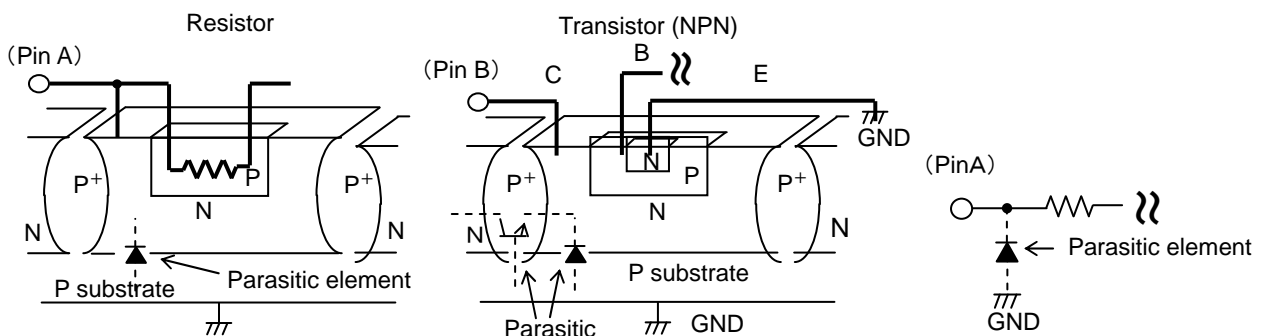 Resistor
(Pin A)
P+
P
P+
N
N
N
Parasitic element
P substrate
Transistor (NPN)
(Pin B)
C
B
E
GND
N
P
P+
P+
N
N
N
P substrate
Parasitic
GND
(PinA)
Parasitic element
GND